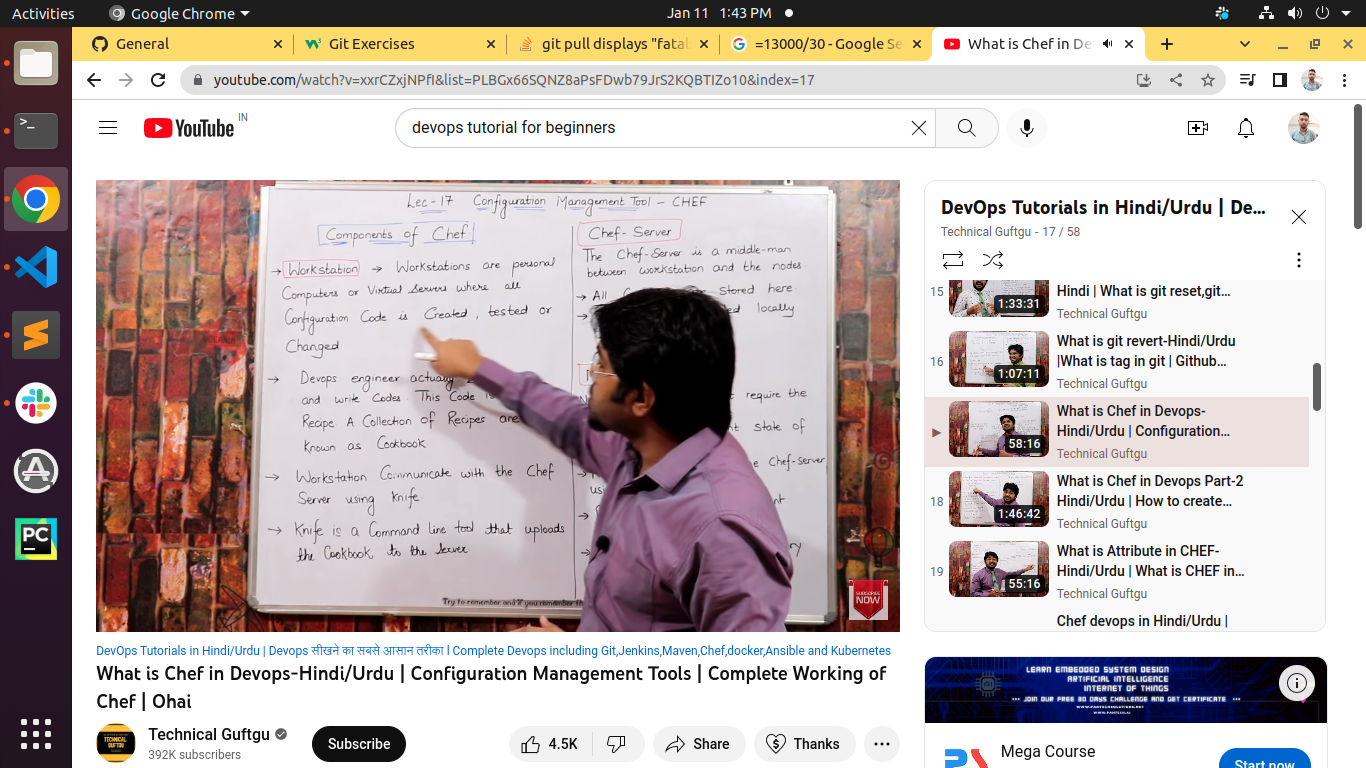 Activities
Google Chrome
Jan 11 1:43 PM
General
Git Exercises
git pull displays "fatal
=13000/30 - Google Se
What is Chef in De
youtube.com/watch?v=xxrCZxjNPfI&list=PLBGx66SQNZ8aPsFDwb79JrS2KQBTIZo10&index=17
YouTube IN
devops tutorial for beginners
Lec-17 Configuration Management Tool - CHEF
Components of Chef
→ Workstation → Workstations are personal
Computers or Virtual Servers where all
Configuration Code is Created, tested or
Changed
→ Devops engineer actually
and write Codes. This Code is
Recipe A Collection of Recipes are
Known as Cookbook
→ Workstation Communicate with the Chef
Server using Knife.
→ Knife is a Command line tool that uploads
the Cookbook to the Server
Chef-Server
The Chef-Server is a middle-man
between workstation and the nodes.
→ All stored here
→ locally
require the
state of
Chef-Server
Try to remember and if you remember
SUBSCRIBE
NOW
DevOps Tutorials in Hindi/Urdu | Devops सीखने का सबसे आसान तरीका l Complete Devops including Git,Jenkins,Maven,Chef,docker,Ansible and Kubernetes
What is Chef in Devops-Hindi/Urdu | Configuration Management Tools | Complete Working of
Chef | Ohai
TECHNICAL
GUFTGU
Technical Guftgu
392K subscribers
Subscribe
4.5K
Share
Thanks
DevOps Tutorials in Hindi/Urdu | De...
Technical Guftgu - 17 / 58
15
1:33:31
Hindi | What is git reset,git...
Technical Guftgu
16
1:07:11
What is git revert-Hindi/Urdu
|What is tag in git | Github...
Technical Guftgu
58:16
What is Chef in Devops-
Hindi/Urdu | Configuration...
Technical Guftgu
18
1:46:42
What is Chef in Devops Part-2
Hindi/Urdu | How to create...
Technical Guftgu
19
55:16
What is Attribute in CHEF-
Hindi/Urdu | What is CHEF in...
Technical Guftgu
Chef devops in Hindi/Urdu |
LEARN EMBEDDED SYSTEM DESIGN
ARTIFICIAL INTELLIGENCE
INTERNET OF THINGS
*** JOIN OUR FREE 30 DAYS CHALLENGE AND GET CERTIFICATE ***
WWW.PANTECHSOLUTIONS.NET
WWW.PANTECH.AI
Mega Course
Start now
PC